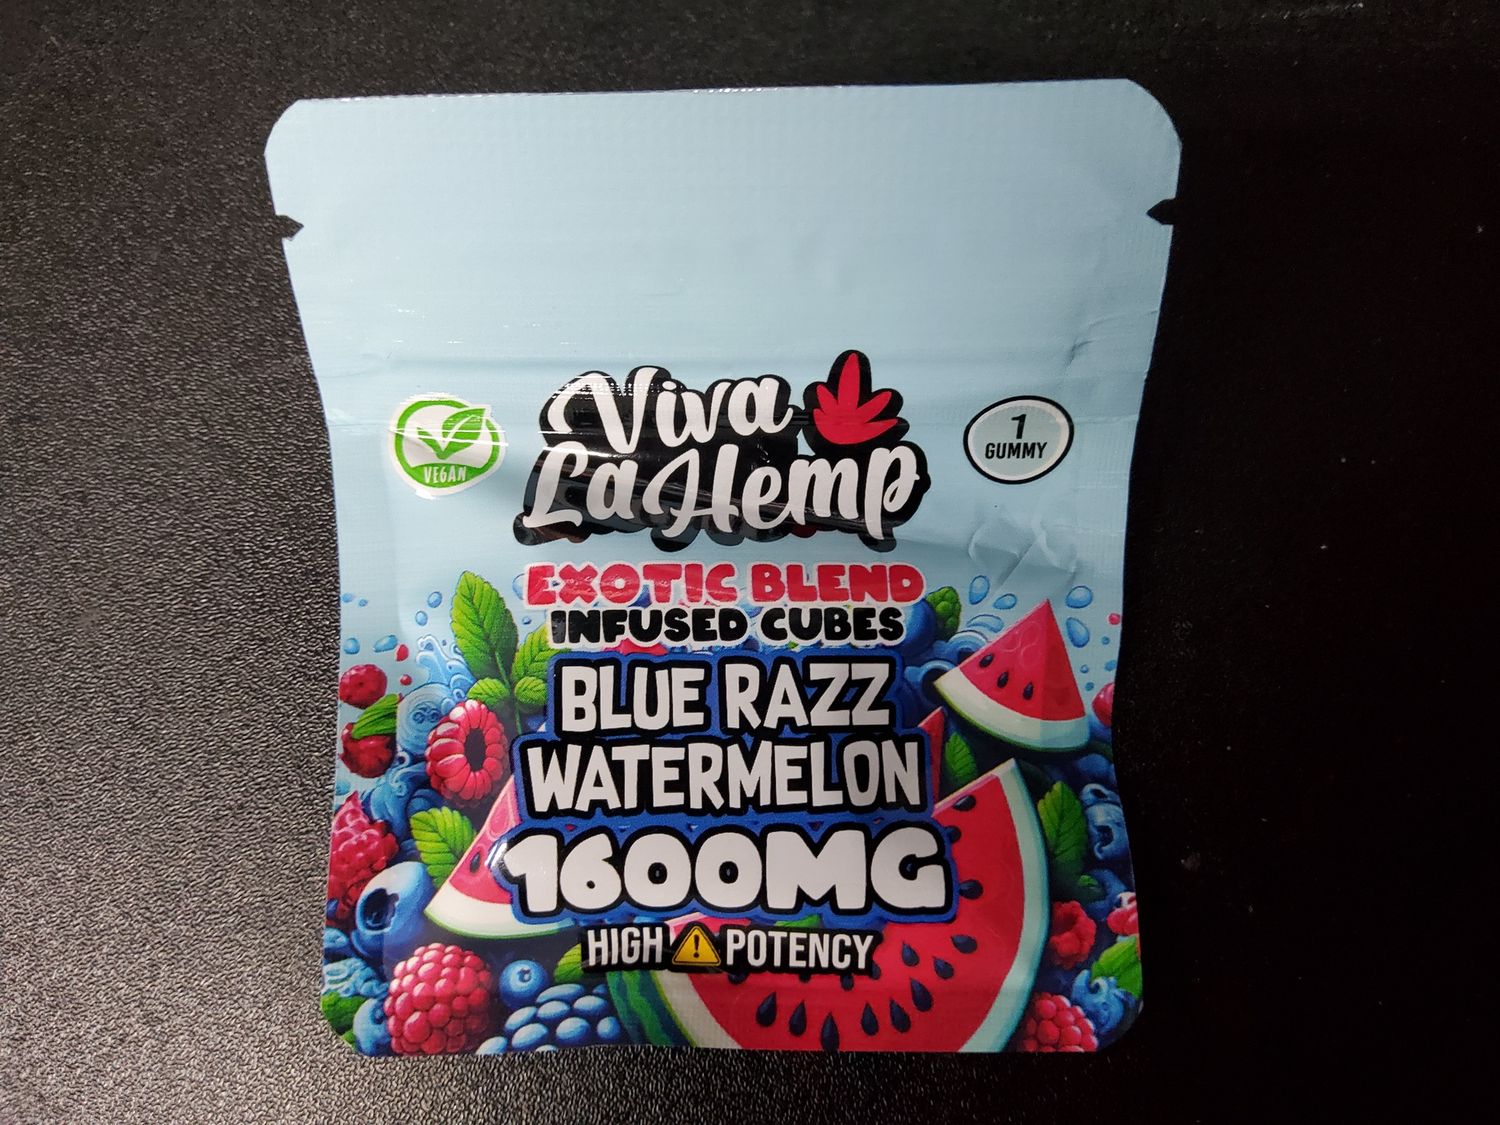 Viva
La Hemp
VEGAN
1
GUMMY
EXOTIC BLEND
INFUSED CUBES
BLUE RAZZ
WATERMELON
1600MG
HIGH ! POTENCY